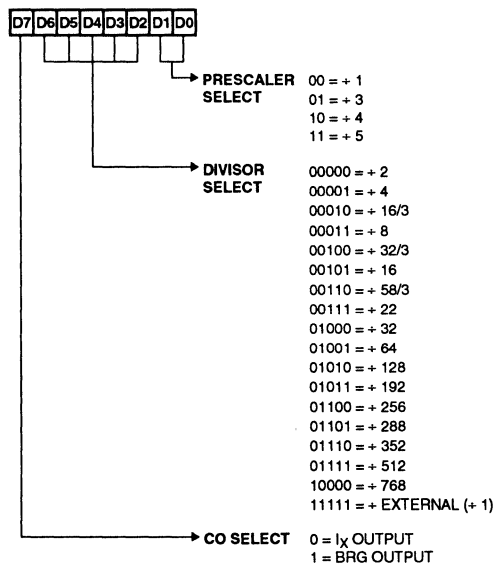 D7 D6 D5 D4 D3 D2 D1 D0
PRESCALER SELECT
00 = ÷ 1
01 = ÷ 3
10 = ÷ 4
11 = ÷ 5
DIVISOR SELECT
00000 = ÷ 2
00001 = ÷ 4
00010 = ÷ 16/3
00011 = ÷ 8
00100 = ÷ 32/3
00101 = ÷ 16
00110 = ÷ 58/3
00111 = ÷ 22
01000 = ÷ 32
01001 = ÷ 64
01010 = ÷ 128
01011 = ÷ 192
01100 = ÷ 256
01101 = ÷ 288
01110 = ÷ 352
01111 = ÷ 512
10000 = ÷ 768
11111 = ÷ EXTERNAL (÷ 1)
CO SELECT
0 = IX OUTPUT
1 = BRG OUTPUT